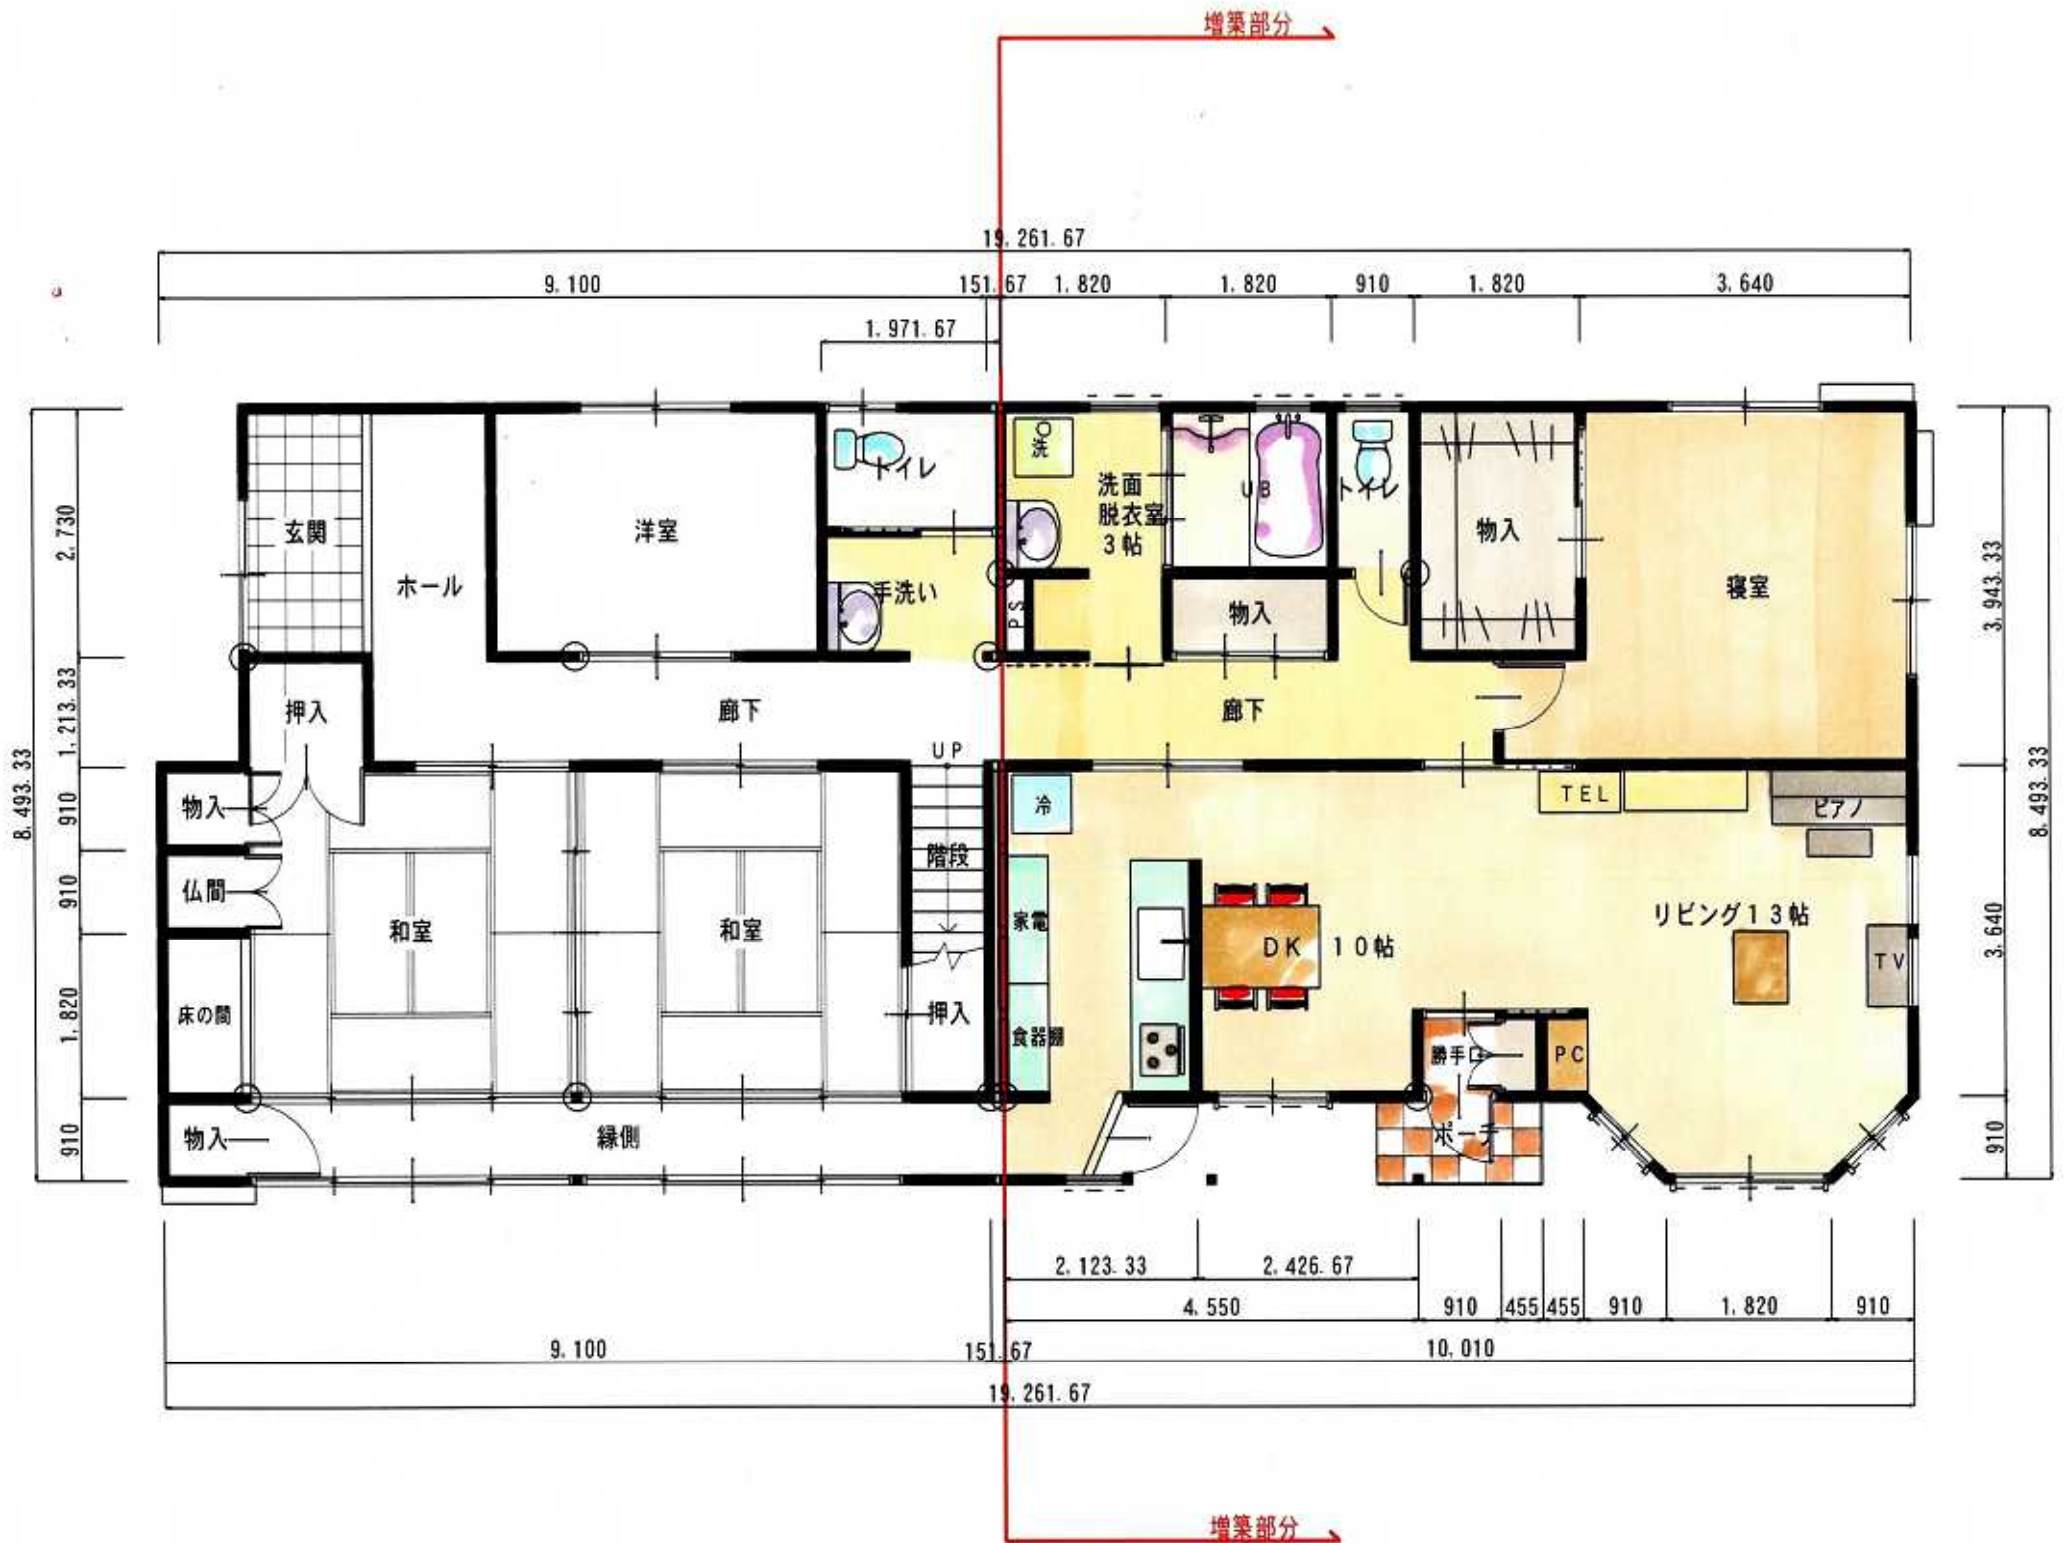 増築部分
19,261.67
9,100
151.67
1,820
1,820
910
1,820
3,640
1,971.67
玄関
ホール
洋室
トイレ
手洗い
洗
洗面
脱衣室
3帖
UB
トイレ
物入
寝室
PS
物入
押入
廊下
廊下
UP
物入
仏間
床の間
和室
和室
階段
押入
物入
縁側
冷
家電
食器棚
DK 10帖
TEL
ピアノ
リビング13帖
TV
勝手口
PC
ポーチ
8,493.33
2,730
1,213.33
910
910
1,820
910
3,943.33
3,640
910
8,493.33
2,123.33
2,426.67
4,550
910
455
455
910
1,820
910
9,100
151.67
10,010
19,261.67
増築部分